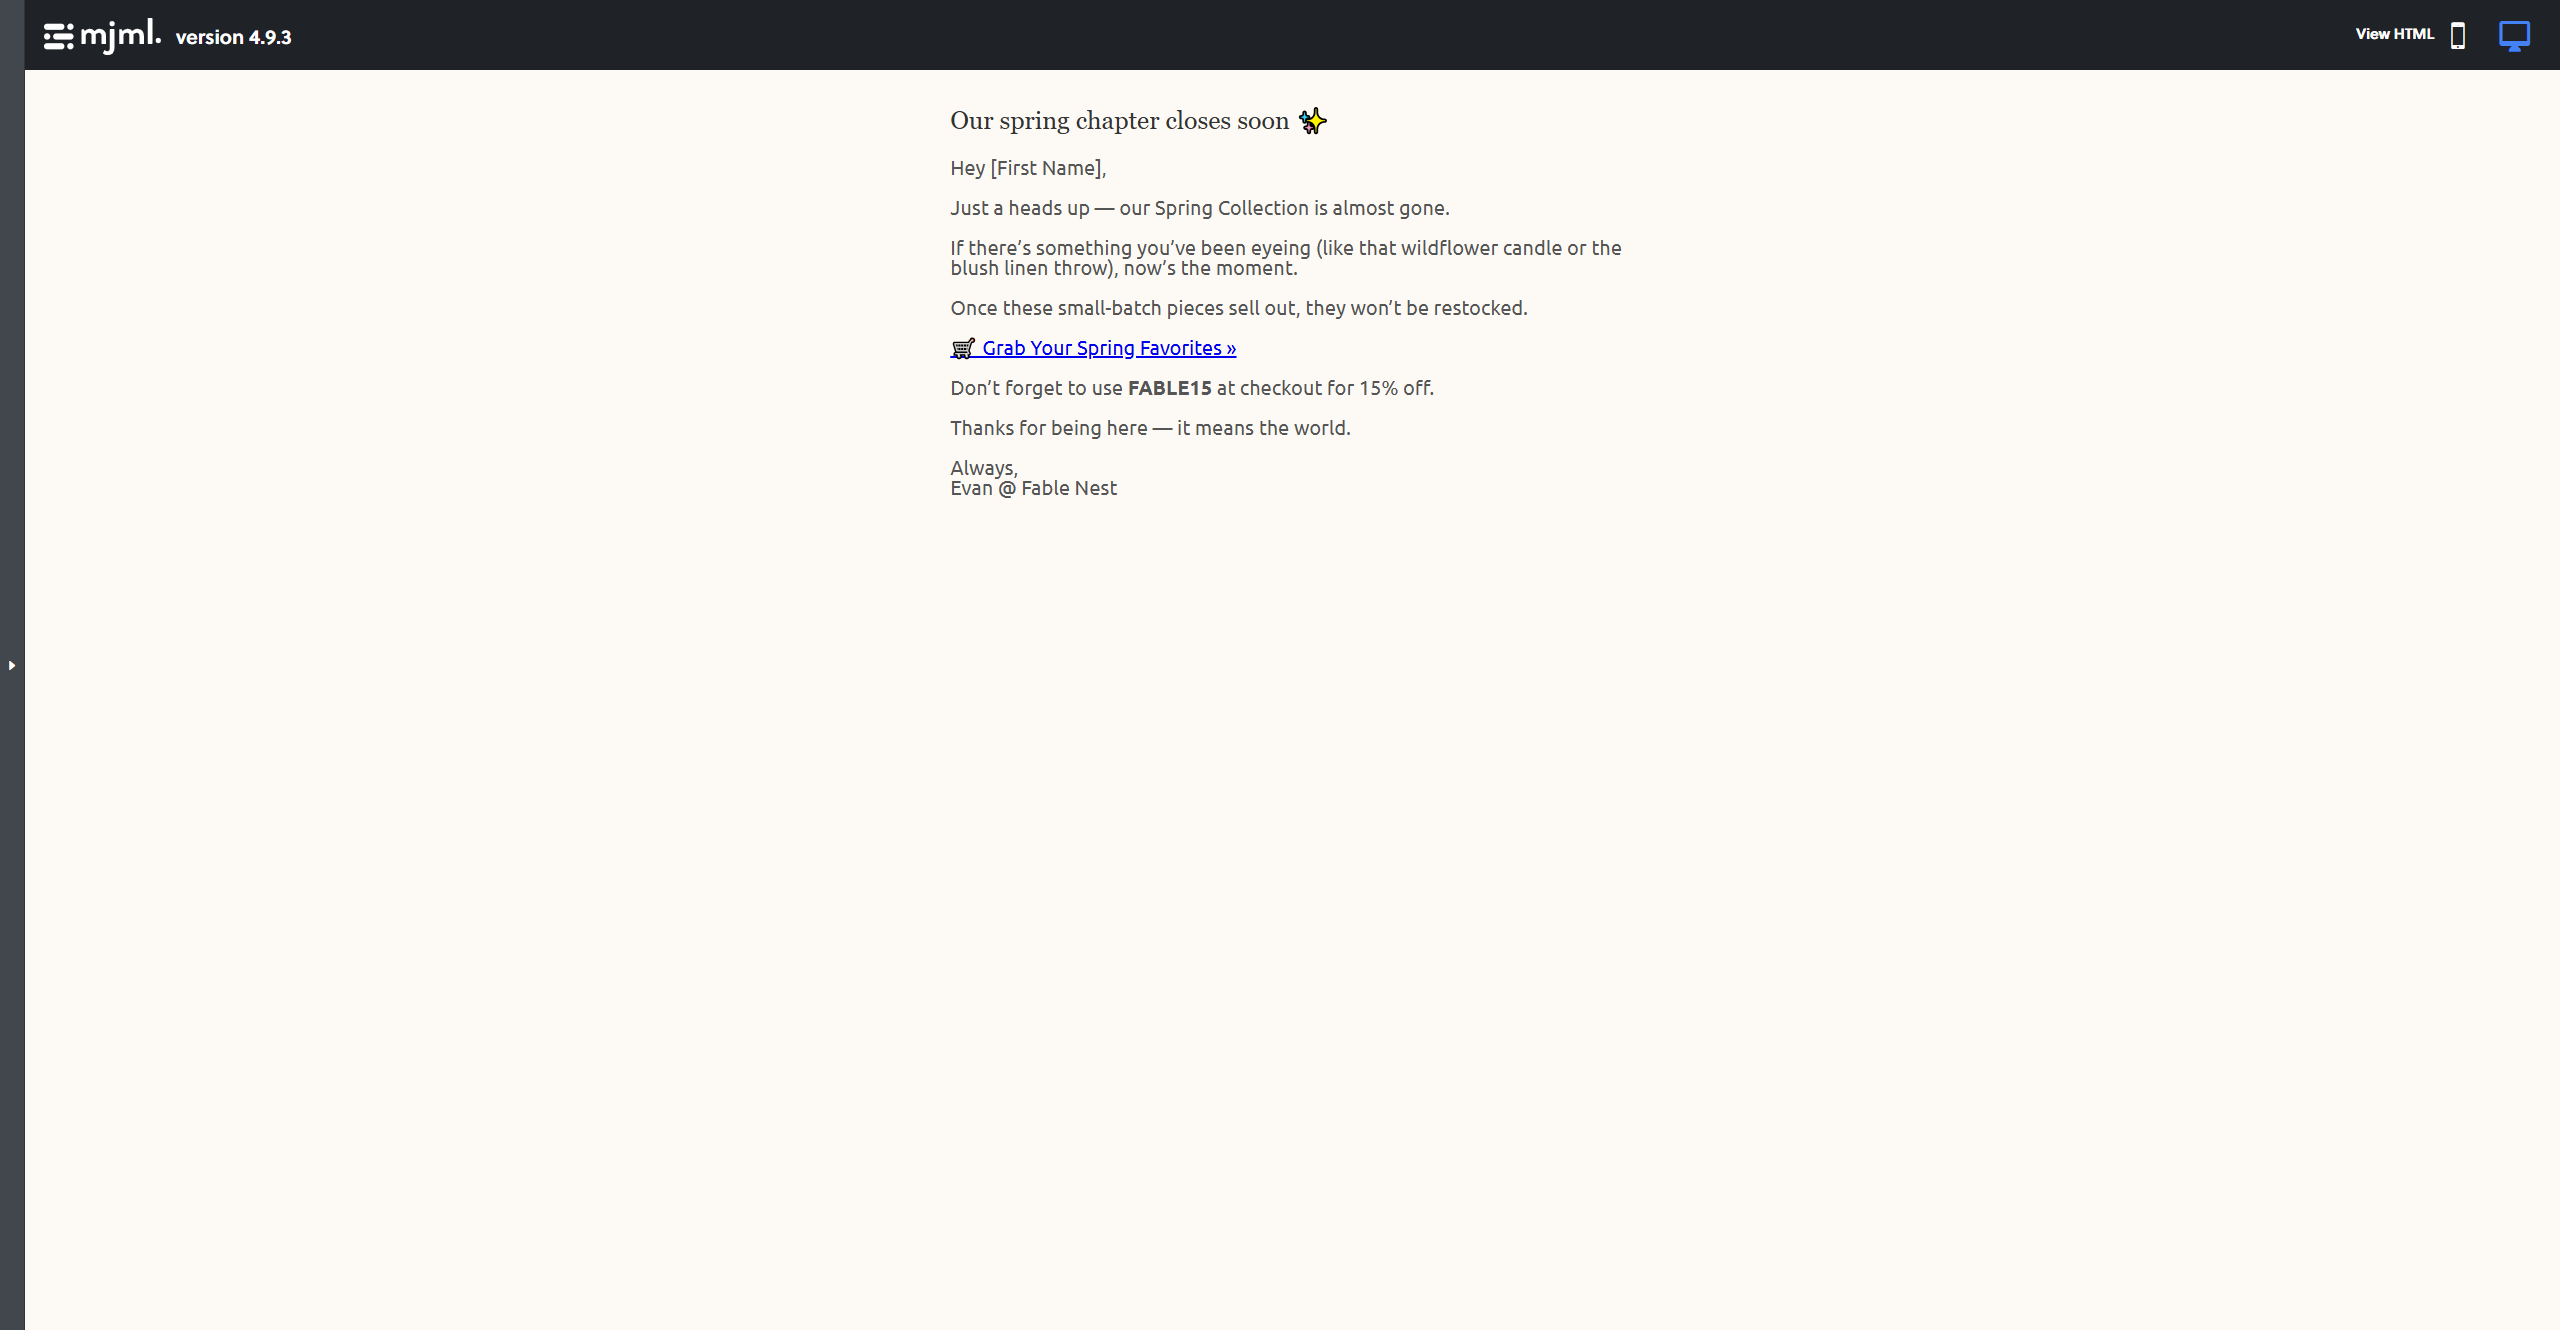 mjml. version 4.9.3
View HTML
Our spring chapter closes soon ✨
Hey [First Name],
Just a heads up — our Spring Collection is almost gone.
If there’s something you’ve been eyeing (like that wildflower candle or the
blush linen throw), now’s the moment.
Once these small-batch pieces sell out, they won’t be restocked.
🛒 Grab Your Spring Favorites »
Don’t forget to use FABLE15 at checkout for 15% off.
Thanks for being here — it means the world.
Always,
Evan @ Fable Nest